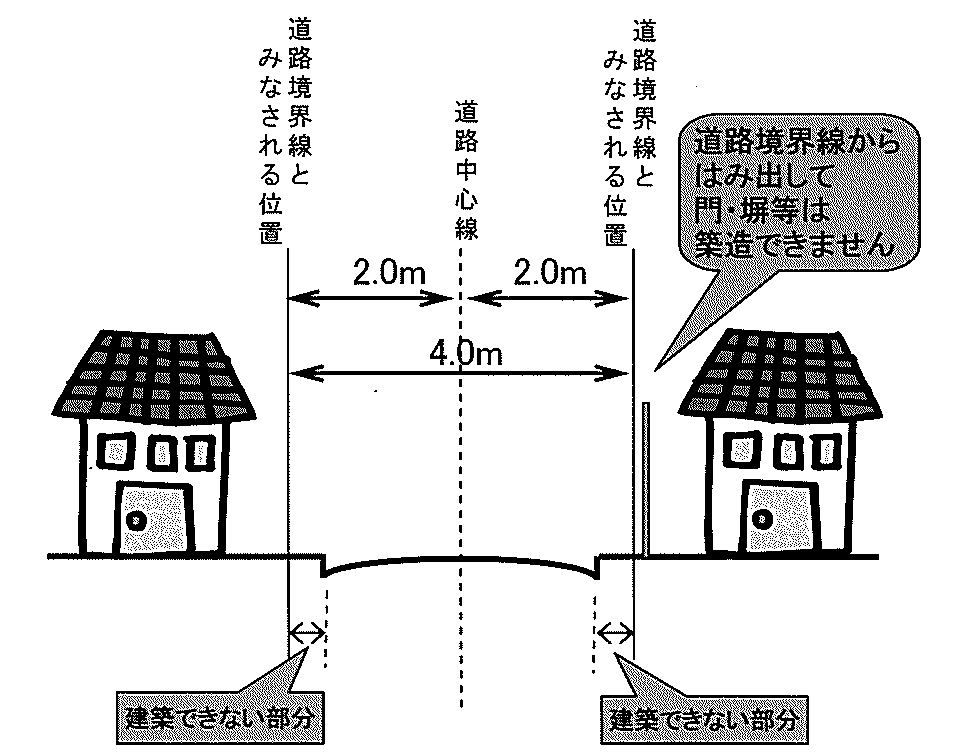 道路境界線と
みなされる位置
道路中心線
道路境界線と
みなされる位置
道路境界線から
はみ出して
門・塀等は
築造できません
2.0m
2.0m
4.0m
建築できない部分
建築できない部分